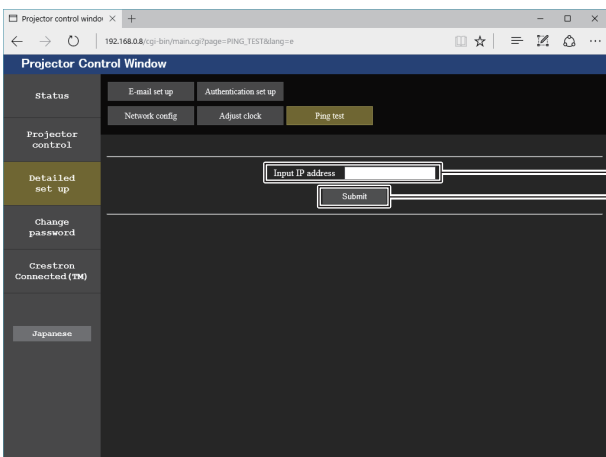 Projector control windo
192.168.0.8/cgi-bin/main.cgi?page=PING_TEST&lang=e
Projector Control Window
Status
E-mail set up
Authentication set up
Network config
Adjust clock
Ping test
Projector
control
Detailed
set up
Change
password
Crestron
Connected(TM)
Japanese
Input IP address
Submit